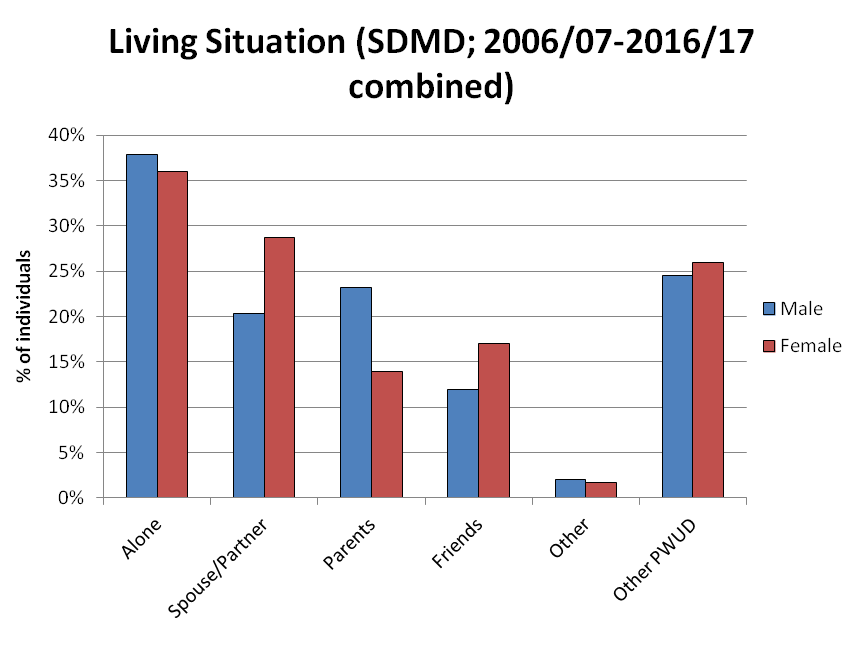 Living Situation (SDMD; 2006/07-2016/17
combined)
40%
35%
30%
25%
20%
15%
10%
5%
0%
% of individuals
Alone
Spouse/Partner
Parents
Friends
Other
Other PWUD
Male
Female